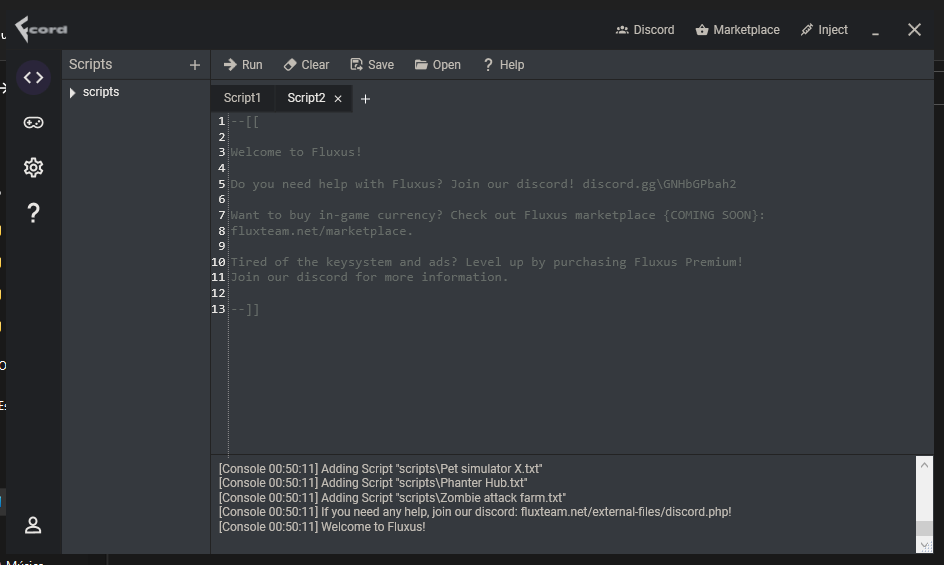 cord
Discord
Marketplace
Inject
Scripts +
Run
Clear
Save
Open
? Help
scripts
Script1
Script2 × +
1 --[[
2
3 Welcome to Fluxus!
4
5 Do you need help with Fluxus? Join our discord! discord.gg\GNHbGPbah2
6
7 Want to buy in-game currency? Check out Fluxus marketplace {COMING SOON}:
8 fluxteam.net/marketplace.
9
10 Tired of the keysystem and ads? Level up by purchasing Fluxus Premium!
11 Join our discord for more information.
12
13 --]]
[Console 00:50:11] Adding Script "scripts\Pet simulator X.txt"
[Console 00:50:11] Adding Script "scripts\Phanter Hub.txt"
[Console 00:50:11] Adding Script "scripts\Zombie attack farm.txt"
[Console 00:50:11] If you need any help, join our discord: fluxteam.net/external-files/discord.php!
[Console 00:50:11] Welcome to Fluxus!